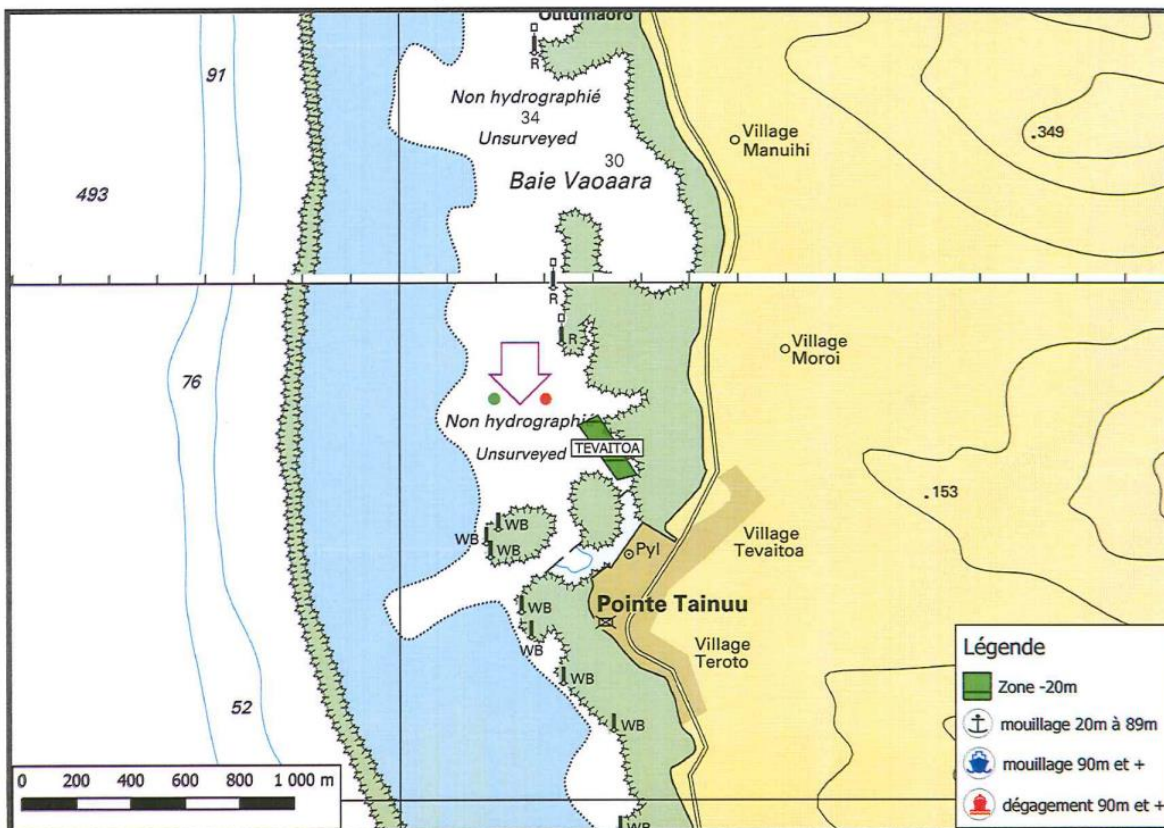 Outumaoro
91
R
Non hydrographié
34
Unsurveyed
30
Baie Vaoaara
Village
Manuihi
.349
493
R
R
Village
Moroi
76
Non hydrographié
Unsurveyed
TEVAITOA
.153
WB
WB
WB
Pyl
Village
Tevaitoa
WB
Pointe Tainuu
WB
Village
Teroto
WB
52
WB
WB
Légende
Zone -20m
mouillage 20m à 89m
mouillage 90m et +
dégagement 90m et +
0 200 400 600 800 1 000 m